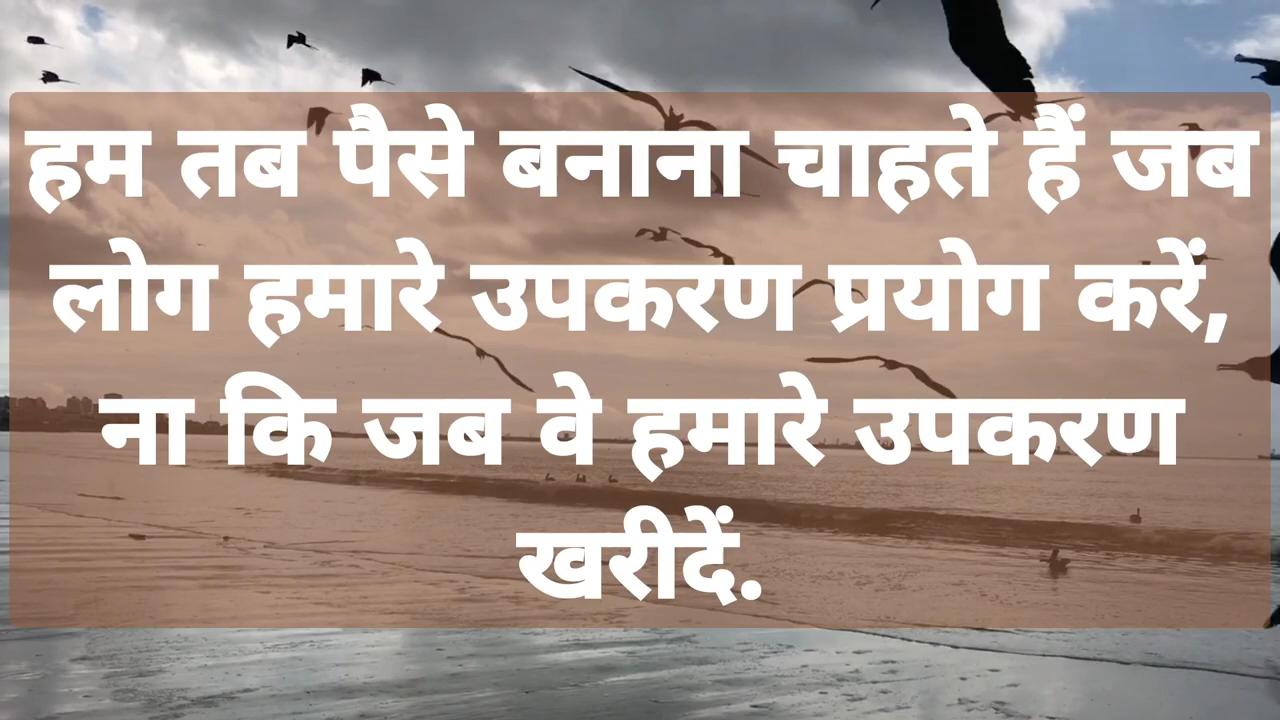 हम तब पैसे बनाना चाहते हैं जब
लोग हमारे उपकरण प्रयोग करें,
ना कि जब वे हमारे उपकरण
खरीदें.